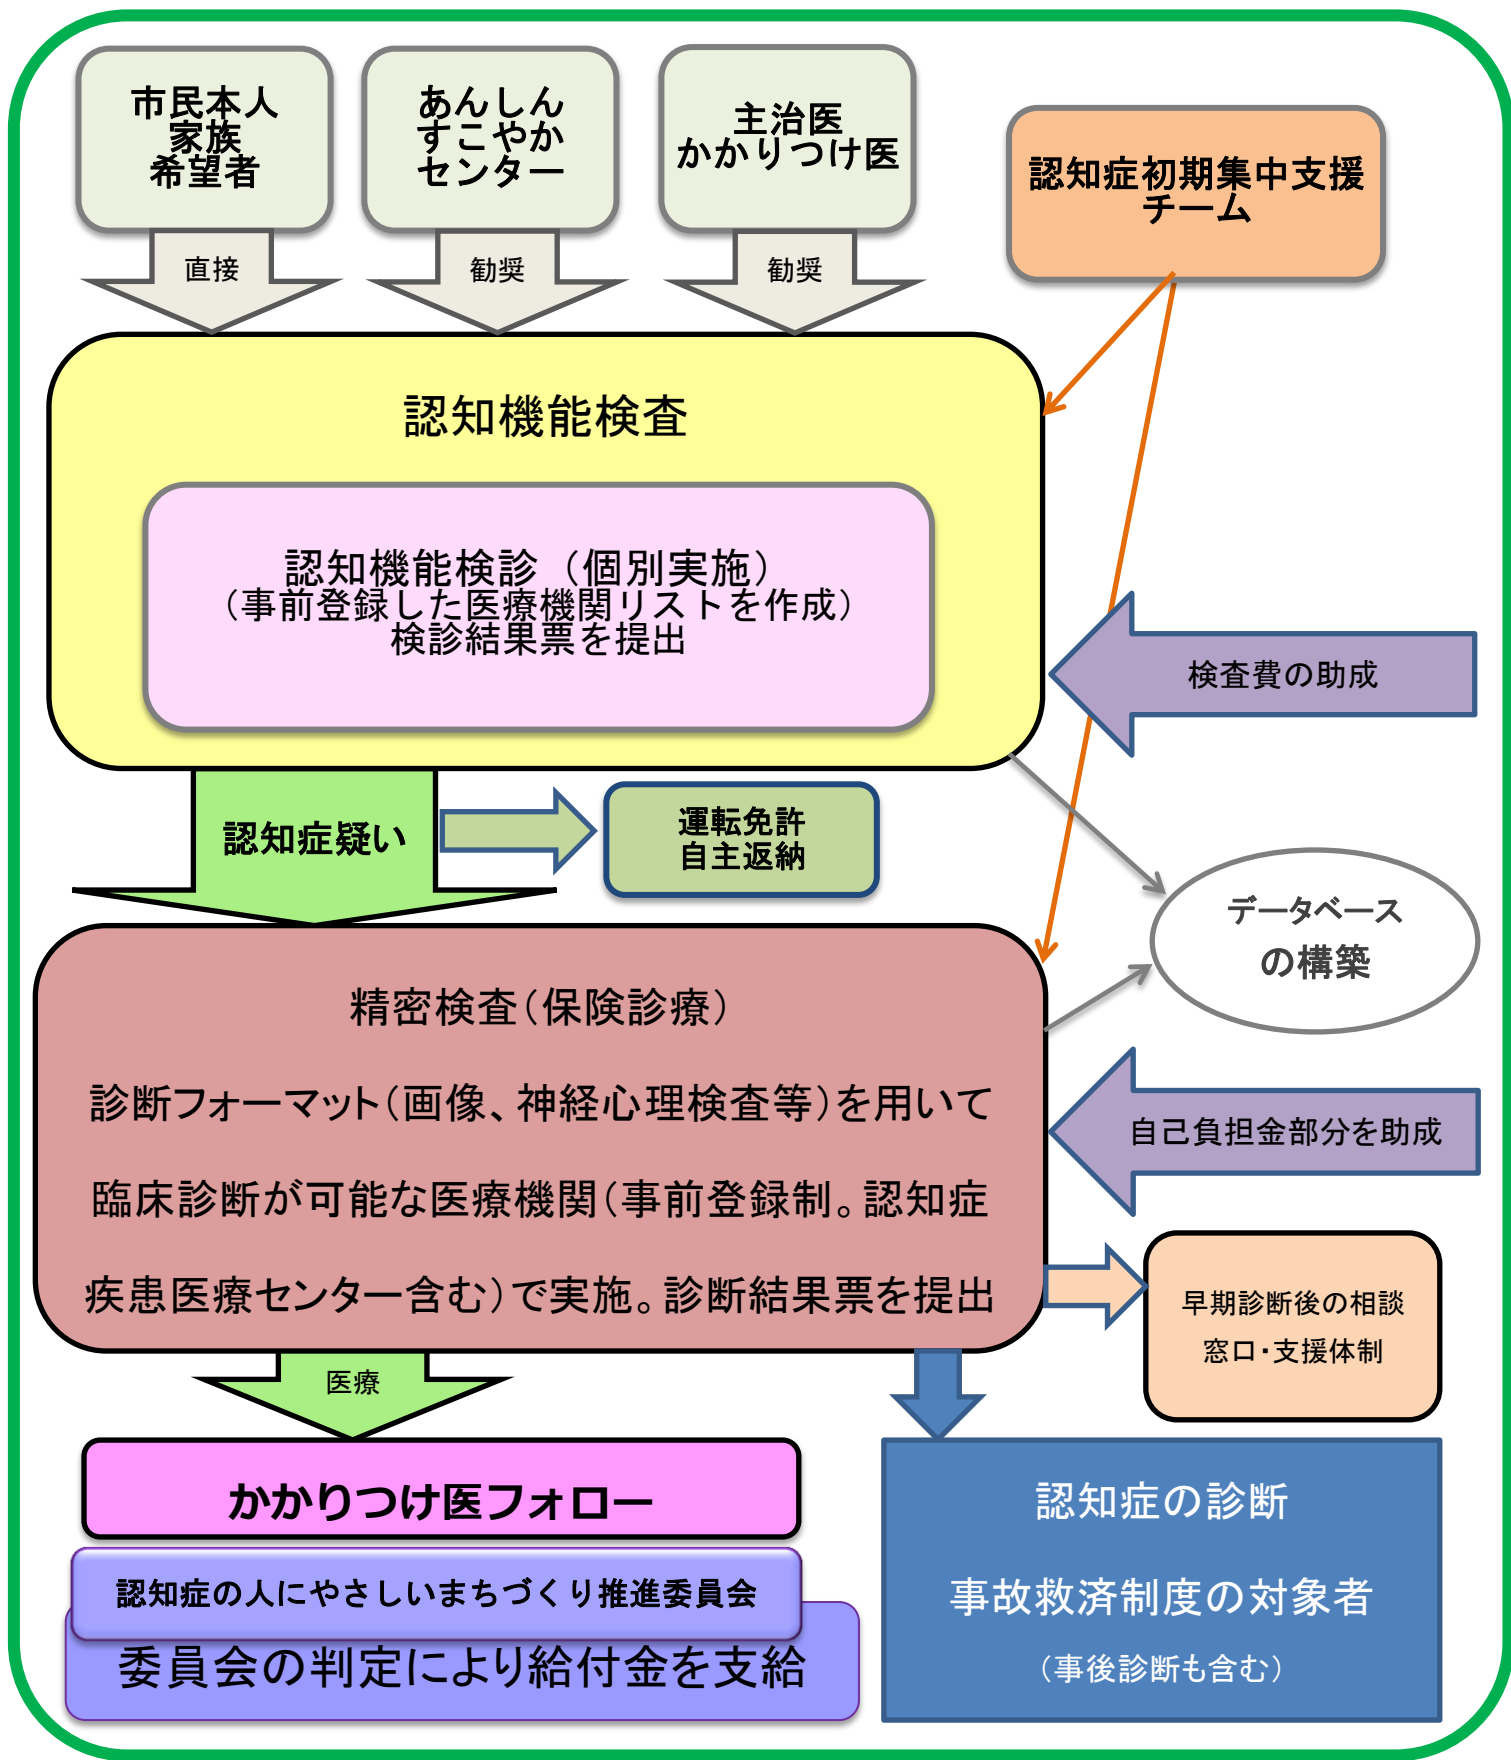 市民本人
家族
希望者
あんしん
すこやか
センター
主治医
かかりつけ医
認知症初期集中支援
チーム
直接
勧奨
勧奨
認知機能検査
認知機能検診（個別実施）
（事前登録した医療機関リストを作成）
検診結果票を提出
検査費の助成
認知症疑い
運転免許
自主返納
データベース
の構築
精密検査（保険診療）
診断フォーマット（画像、神経心理検査等）を用いて
臨床診断が可能な医療機関（事前登録制。認知症
疾患医療センター含む）で実施。診断結果票を提出
自己負担金部分を助成
早期診断後の相談
窓口・支援体制
医療
かかりつけ医フォロー
認知症の人にやさしいまちづくり推進委員会
委員会の判定により給付金を支給
認知症の診断
事故救済制度の対象者
（事後診断も含む）